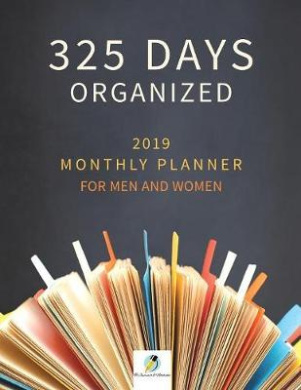 325 DAYS
ORGANIZED
2019
MONTHLY PLANNER
FOR MEN AND WOMEN